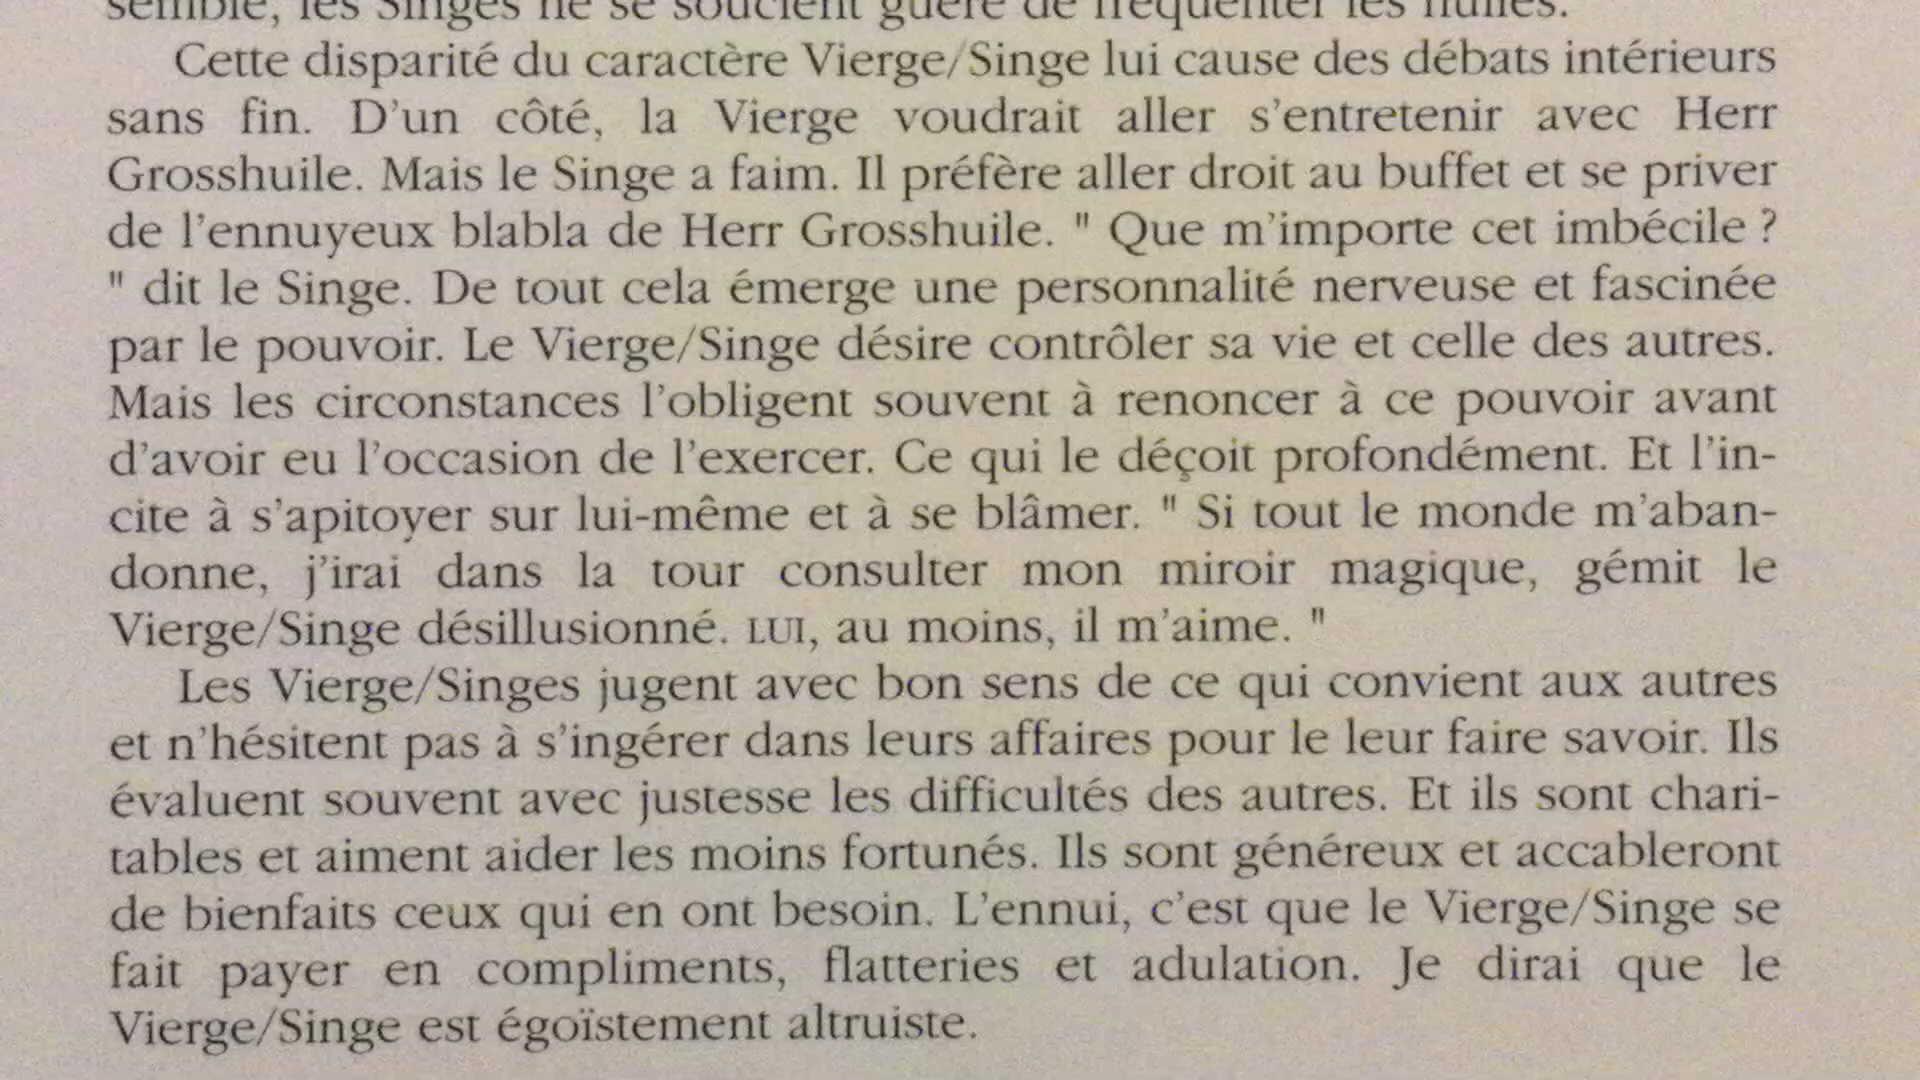 semble, les Singes ne se soucient guère de fréquenter les huiles.
Cette disparité du caractère Vierge/Singe lui cause des débats intérieurs
sans fin. D'un côté, la Vierge voudrait aller s'entretenir avec Herr
Grosshuile. Mais le Singe a faim. Il préfère aller droit au buffet et se priver
de l'ennuyeux blabla de Herr Grosshuile. " Que m'importe cet imbécile ?
" dit le Singe. De tout cela émerge une personnalité nerveuse et fascinée
par le pouvoir. Le Vierge/Singe désire contrôler sa vie et celle des autres.
Mais les circonstances l'obligent souvent à renoncer à ce pouvoir avant
d'avoir eu l'occasion de l'exercer. Ce qui le déçoit profondément. Et l'in-
cite à s'apitoyer sur lui-même et à se blâmer. " Si tout le monde m'aban-
donne, j'irai dans la tour consulter mon miroir magique, gémit le
Vierge/Singe désillusionné. LUI, au moins, il m'aime. "
Les Vierge/Singes jugent avec bon sens de ce qui convient aux autres
et n'hésitent pas à s'ingérer dans leurs affaires pour le leur faire savoir. Ils
évaluent souvent avec justesse les difficultés des autres. Et ils sont chari-
tables et aiment aider les moins fortunés. Ils sont généreux et accableront
de bienfaits ceux qui en ont besoin. L'ennui, c'est que le Vierge/Singe se
fait payer en compliments, flatteries et adulation. Je dirai que le
Vierge/Singe est égoïstement altruiste.